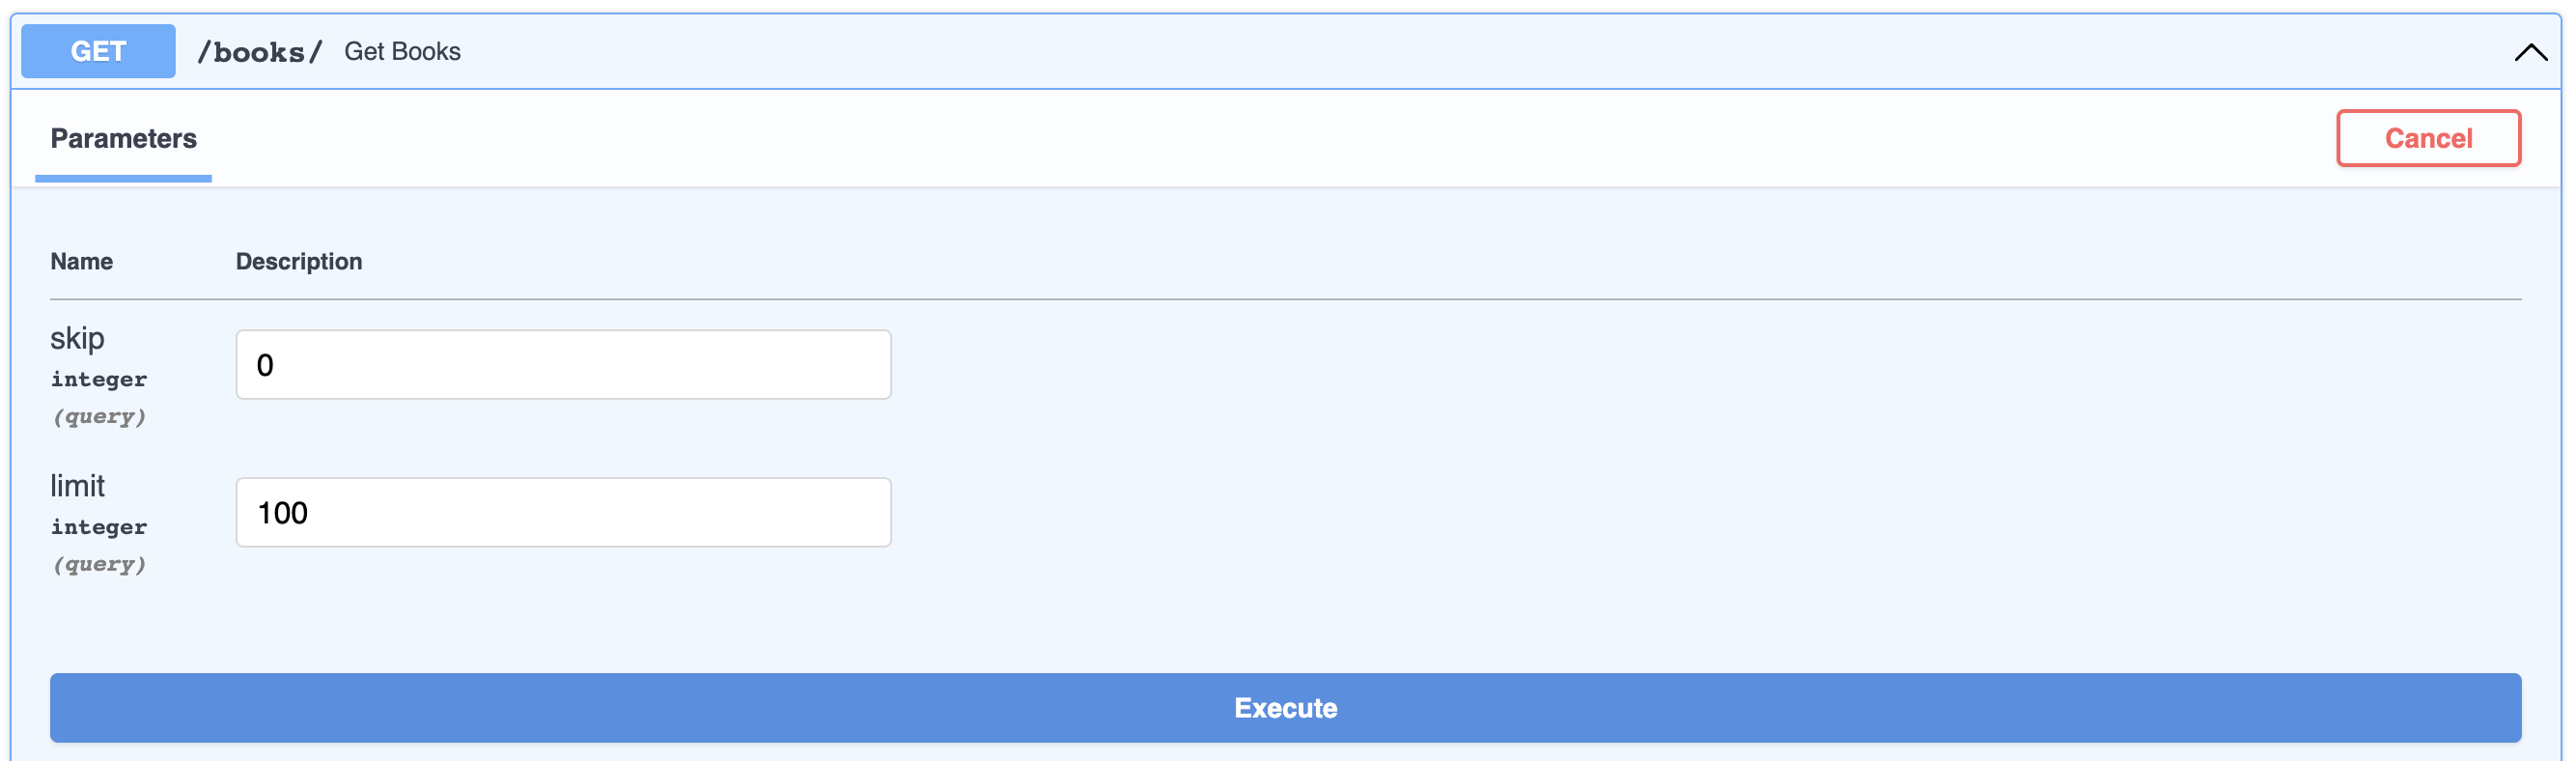 GET /books/ Get Books
Parameters
Cancel
Name Description
skip
integer
(query)
0
limit
integer
(query)
100
Execute